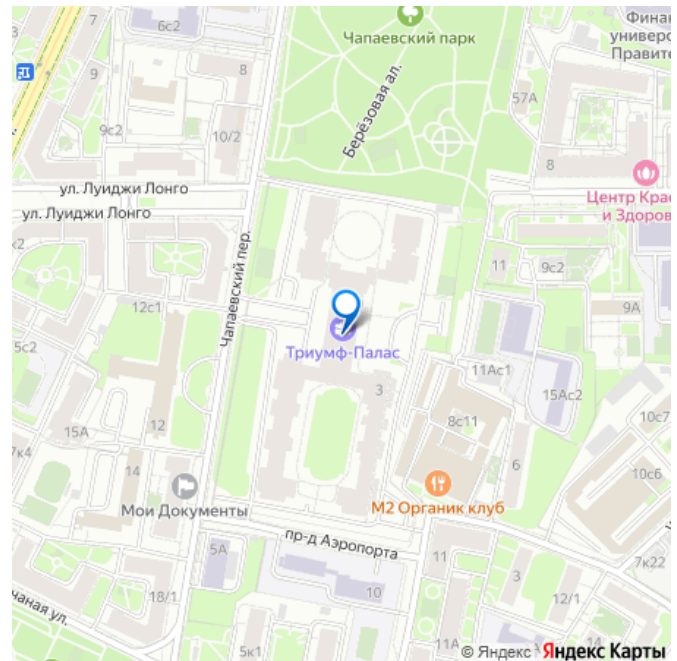 6с2
Чапаевский парк
Финан
универс
Правите
7
8
9
Берёзовая ал.
57А
9с2
10/2
8
ул. Луиджи Лонго
ул. Луиджи Лонго
Центр Крас
и Здоров
Чапаевский пер.
11
9с2
12с1
9А
5с2
Триумф-Палас
11Ас1
3
15Ас2
15А
12
8с11
10с7
7к4
14
6
10с6
Мои Документы
М2 Органик клуб
пр-д Аэропорта
5А
11
7к22
3
10
18/1
12/1
чаная ул.
5к1
11А
14
© Яндекс Яндекс Карты